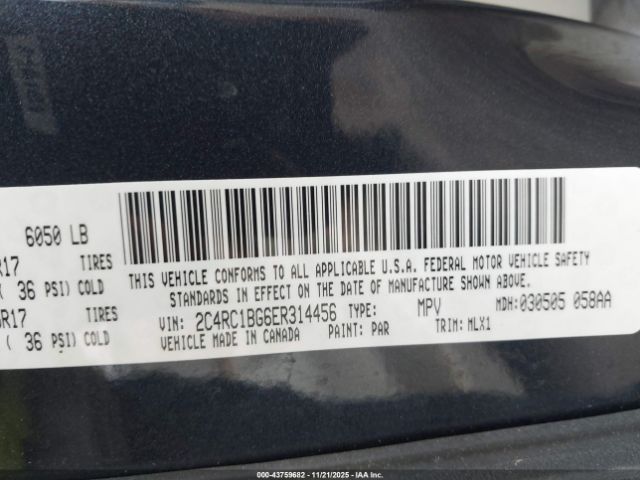 6050 LB
R17 TIRES
( 36 PSI) COLD
R17 TIRES
( 36 PSI) COLD
THIS VEHICLE CONFORMS TO ALL APPLICABLE U.S.A. FEDERAL MOTOR VEHICLE SAFETY
STANDARDS IN EFFECT ON THE DATE OF MANUFACTURE SHOWN ABOVE.
VIN: 2C4RC1BG6ER314456 TYPE: MPV MDH: 030505 058AA
VEHICLE MADE IN CANADA PAINT: PAR TRIM: MLX1
© IAA - 43759682 - 11/21/2025 - IAAI, Inc.